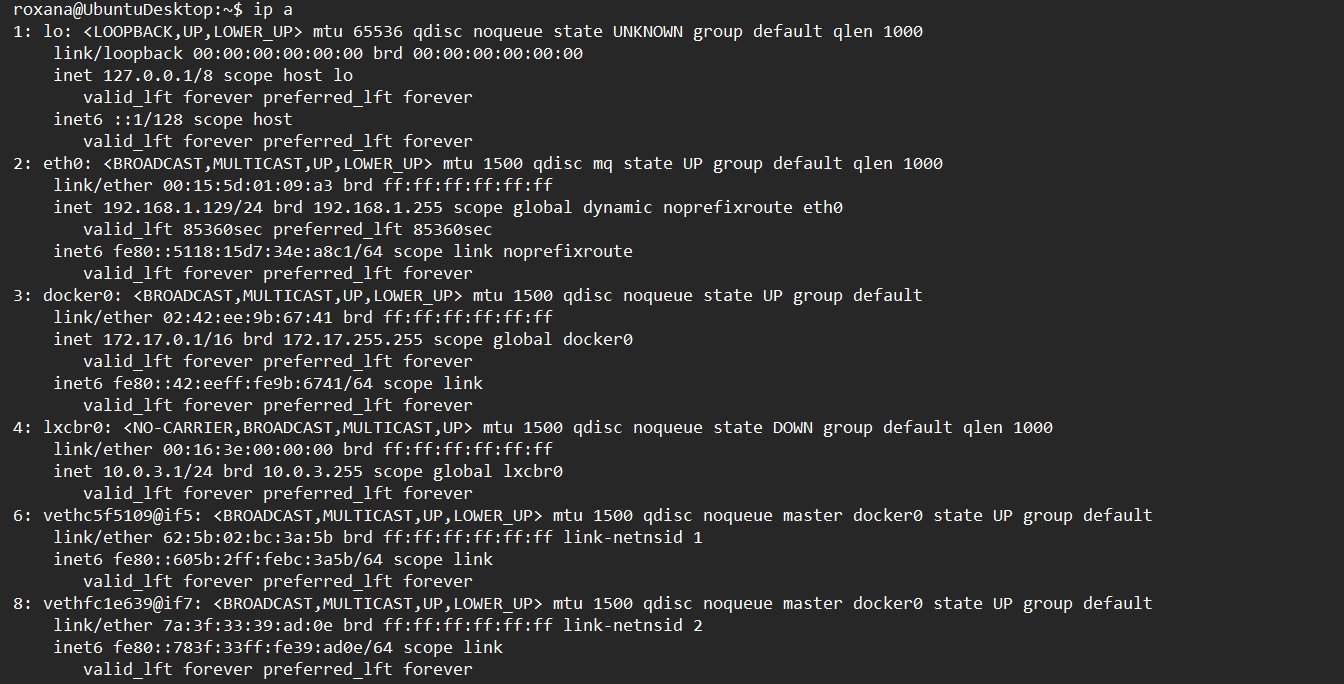 roxana@UbuntuDesktop:~$ ip a
1: lo: <LOOPBACK,UP,LOWER_UP> mtu 65536 qdisc noqueue state UNKNOWN group default qlen 1000
    link/loopback 00:00:00:00:00:00 brd 00:00:00:00:00:00
    inet 127.0.0.1/8 scope host lo
       valid_lft forever preferred_lft forever
    inet6 ::1/128 scope host
       valid_lft forever preferred_lft forever
2: eth0: <BROADCAST,MULTICAST,UP,LOWER_UP> mtu 1500 qdisc mq state UP group default qlen 1000
    link/ether 00:15:5d:01:09:a3 brd ff:ff:ff:ff:ff:ff
    inet 192.168.1.129/24 brd 192.168.1.255 scope global dynamic noprefixroute eth0
       valid_lft 85360sec preferred_lft 85360sec
    inet6 fe80::5118:15d7:34e:a8c1/64 scope link noprefixroute
       valid_lft forever preferred_lft forever
3: docker0: <BROADCAST,MULTICAST,UP,LOWER_UP> mtu 1500 qdisc noqueue state UP group default
    link/ether 02:42:ee:9b:67:41 brd ff:ff:ff:ff:ff:ff
    inet 172.17.0.1/16 brd 172.17.255.255 scope global docker0
       valid_lft forever preferred_lft forever
    inet6 fe80::42:eeff:fe9b:6741/64 scope link
       valid_lft forever preferred_lft forever
4: lxcbr0: <NO-CARRIER,BROADCAST,MULTICAST,UP> mtu 1500 qdisc noqueue state DOWN group default qlen 1000
    link/ether 00:16:3e:00:00:00 brd ff:ff:ff:ff:ff:ff
    inet 10.0.3.1/24 brd 10.0.3.255 scope global lxcbr0
       valid_lft forever preferred_lft forever
6: vethc5f5109@if5: <BROADCAST,MULTICAST,UP,LOWER_UP> mtu 1500 qdisc noqueue master docker0 state UP group default
    link/ether 62:5b:02:bc:3a:5b brd ff:ff:ff:ff:ff:ff link-netnsid 1
    inet6 fe80::605b:2ff:febc:3a5b/64 scope link
       valid_lft forever preferred_lft forever
8: vethfc1e639@if7: <BROADCAST,MULTICAST,UP,LOWER_UP> mtu 1500 qdisc noqueue master docker0 state UP group default
    link/ether 7a:3f:33:39:ad:0e brd ff:ff:ff:ff:ff:ff link-netnsid 2
    inet6 fe80::783f:33ff:fe39:ad0e/64 scope link
       valid_lft forever preferred_lft forever